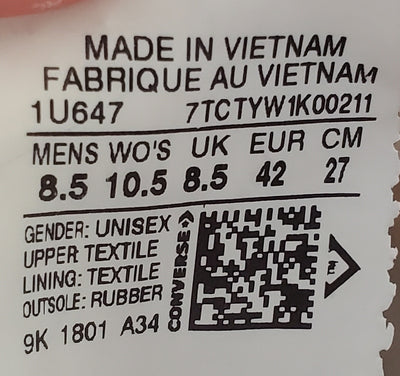 MADE IN VIETNAM
FABRIQUE AU VIETNAM
1U647 7TCTYW1K00211
MENS WO'S UK EUR CM
8.5 10.5 8.5 42 27
GENDER: UNISEX
UPPER: TEXTILE
LINING: TEXTILE
OUTSOLE: RUBBER
9K 1801 A34
CONVERSE